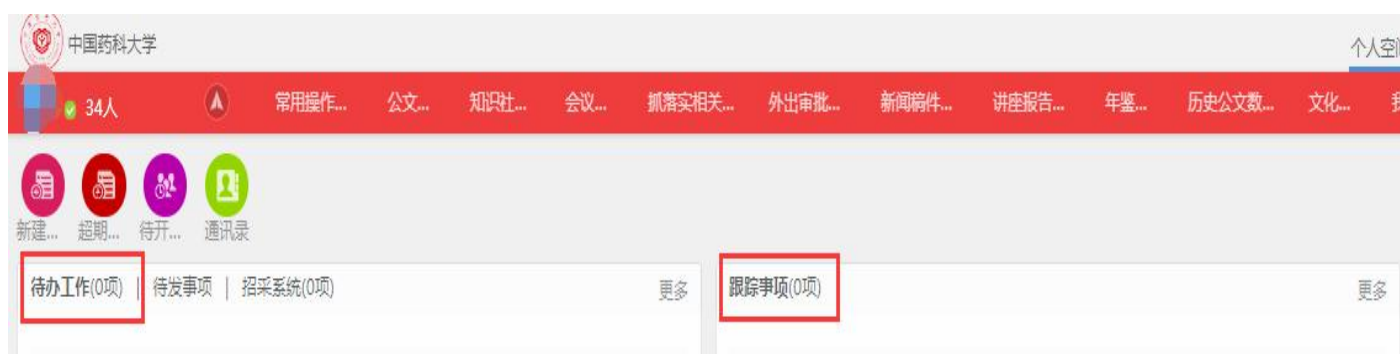 中国药科大学
个人空
34人 常用操作... 公文... 知识社... 会议... 抓落实相关... 外出审批... 新闻稿件... 讲座报告... 年鉴... 历史公文数... 文化...
新建... 超期... 待开... 通讯录
待办工作(0项) | 待发事项 | 招采系统(0项) 更多
跟踪事项(0项) 更多